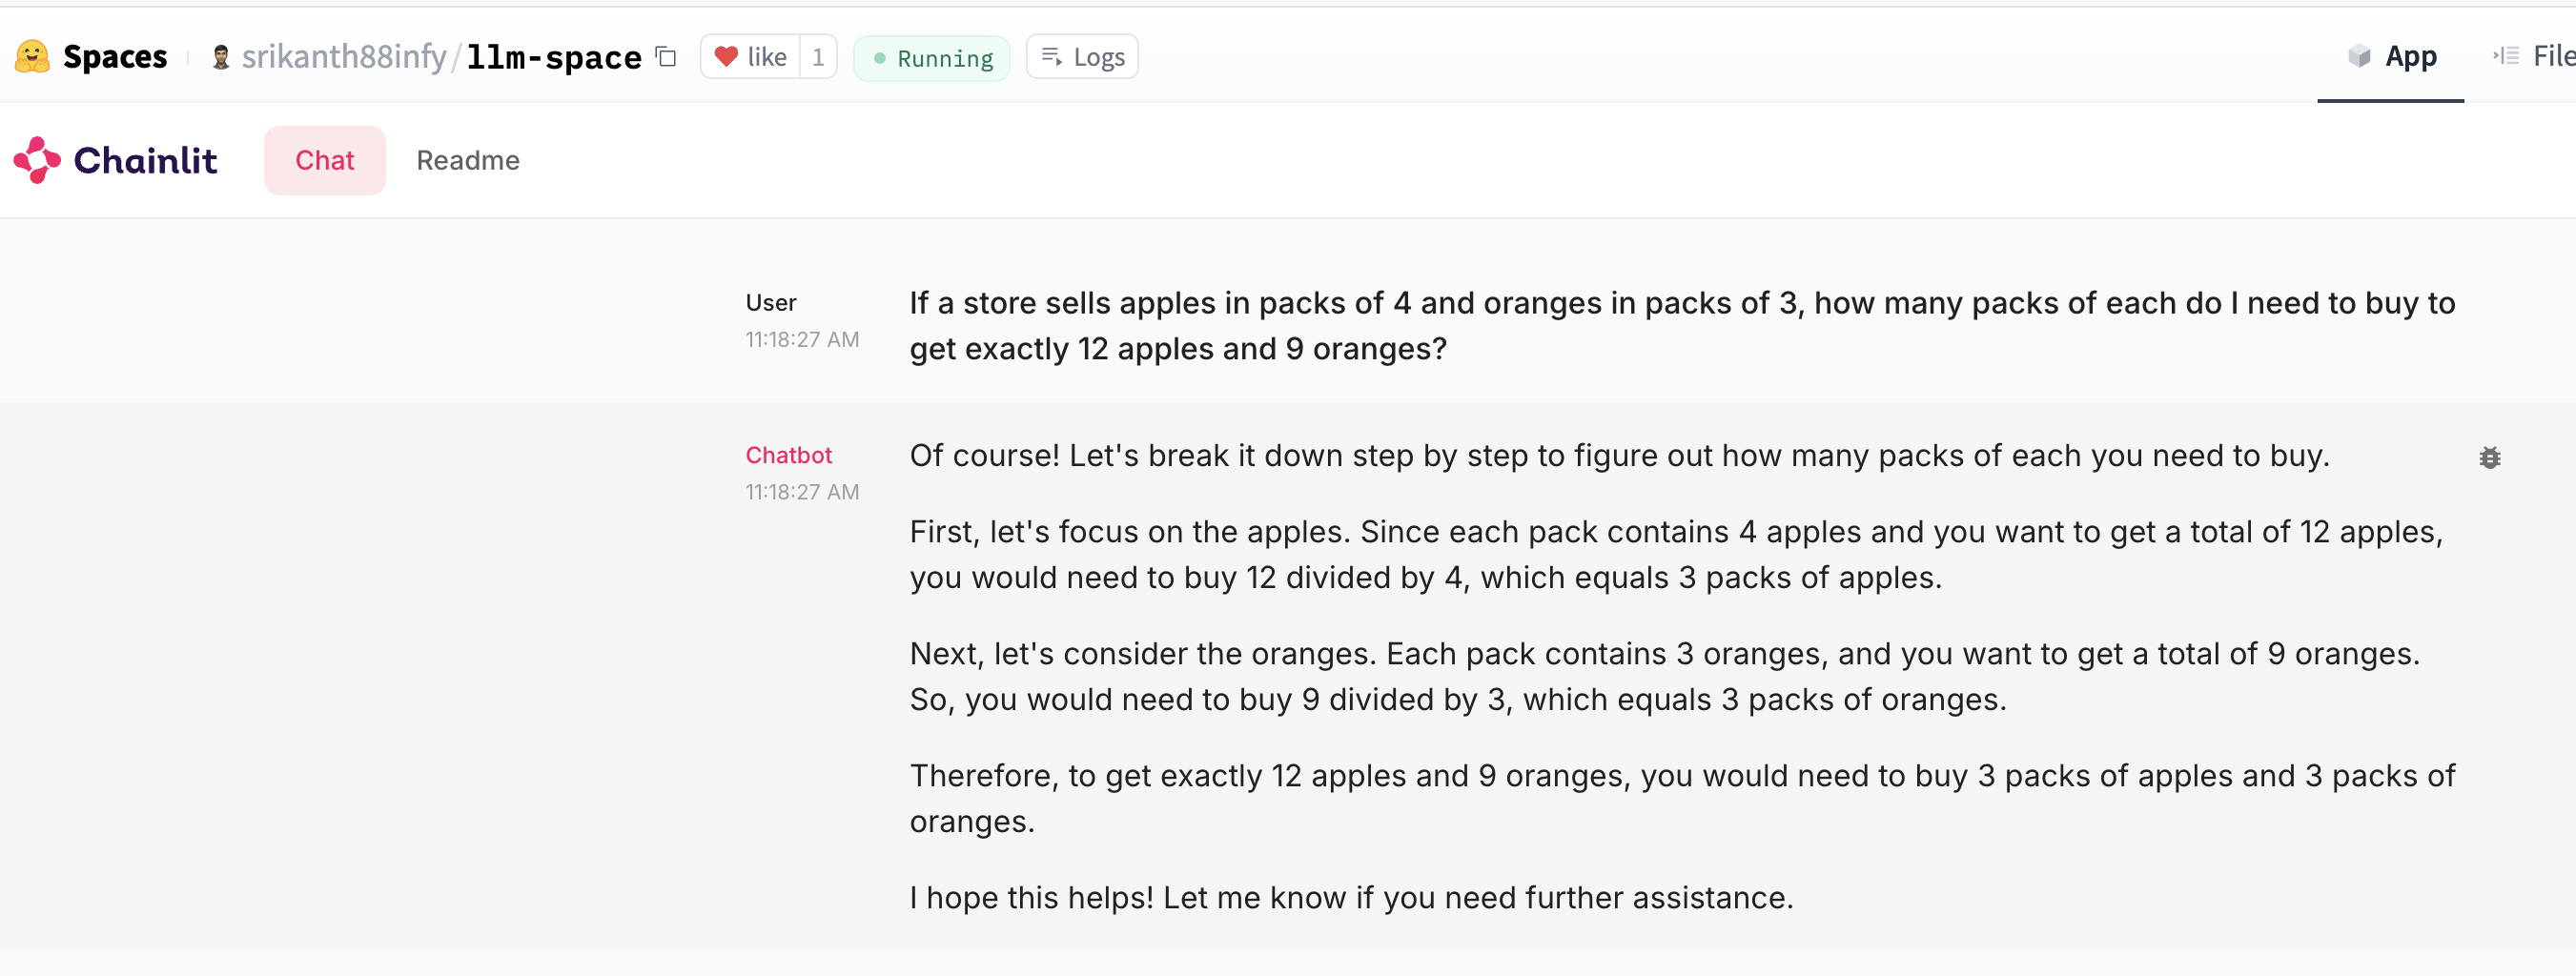 Spaces srikanth88infy/llm-space like 1 Running Logs App File
Chainlit Chat Readme
User If a store sells apples in packs of 4 and oranges in packs of 3, how many packs of each do I need to buy to
11:18:27 AM get exactly 12 apples and 9 oranges?
Chatbot Of course! Let's break it down step by step to figure out how many packs of each you need to buy.
11:18:27 AM
First, let's focus on the apples. Since each pack contains 4 apples and you want to get a total of 12 apples,
you would need to buy 12 divided by 4, which equals 3 packs of apples.
Next, let's consider the oranges. Each pack contains 3 oranges, and you want to get a total of 9 oranges.
So, you would need to buy 9 divided by 3, which equals 3 packs of oranges.
Therefore, to get exactly 12 apples and 9 oranges, you would need to buy 3 packs of apples and 3 packs of
oranges.
I hope this helps! Let me know if you need further assistance.